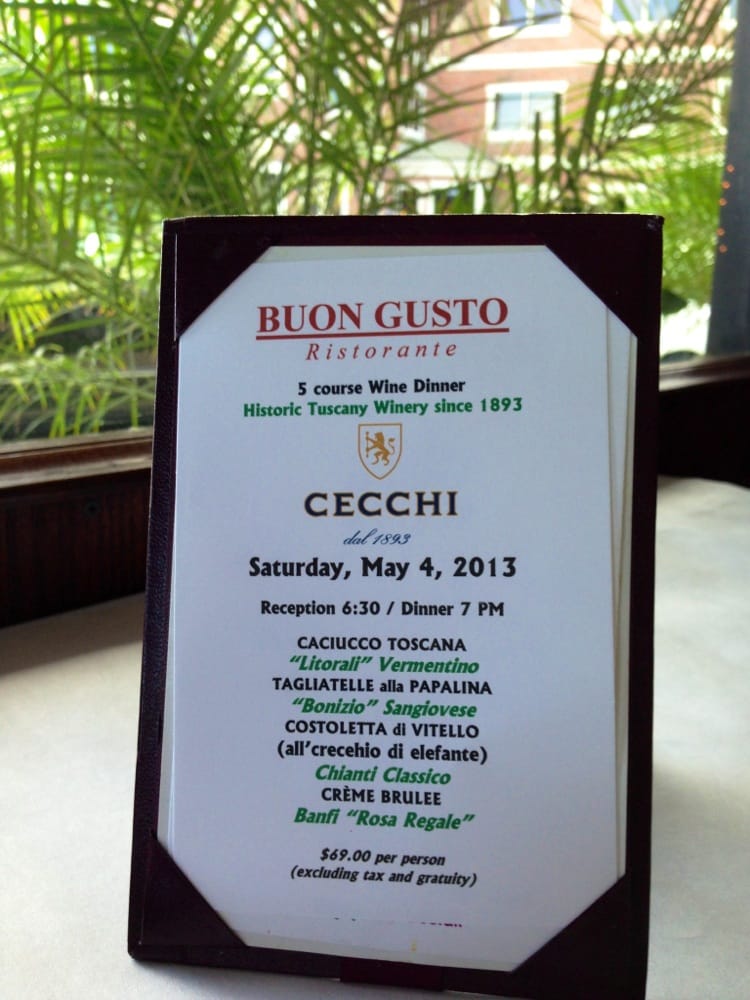 BUON GUSTO
Ristorante
5 course Wine Dinner
Historic Tuscany Winery since 1893
CECCHI
dal 1893
Saturday, May 4, 2013
Reception 6:30 / Dinner 7 PM
CACIUCCO TOSCANA
"Litorali" Vermentino
TAGLIATELLE alla PAPALINA
"Bonizio" Sangiovese
COSTOLETTA di VITELLO
(all'crecehio di elefante)
Chianti Classico
CRÈME BRULEE
Banfi "Rosa Regale"
$69.00 per person
(excluding tax and gratuity)